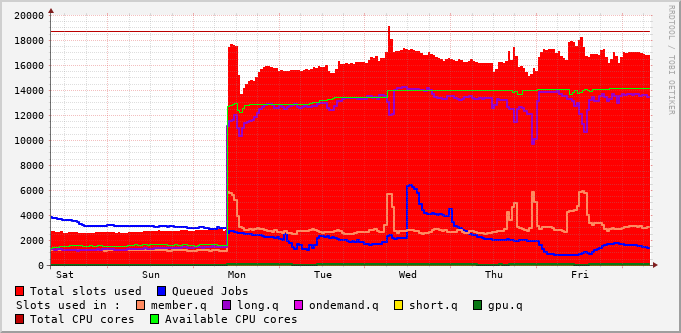 20000
18000
16000
14000
12000
10000
8000
6000
4000
2000
0
Sat Sun Mon Tue Wed Thu Fri
RRDTOOL / TOBI OETIKER
Total slots used Queued Jobs
Slots used in : member.q long.q ondemand.q short.q gpu.q
Total CPU cores Available CPU cores